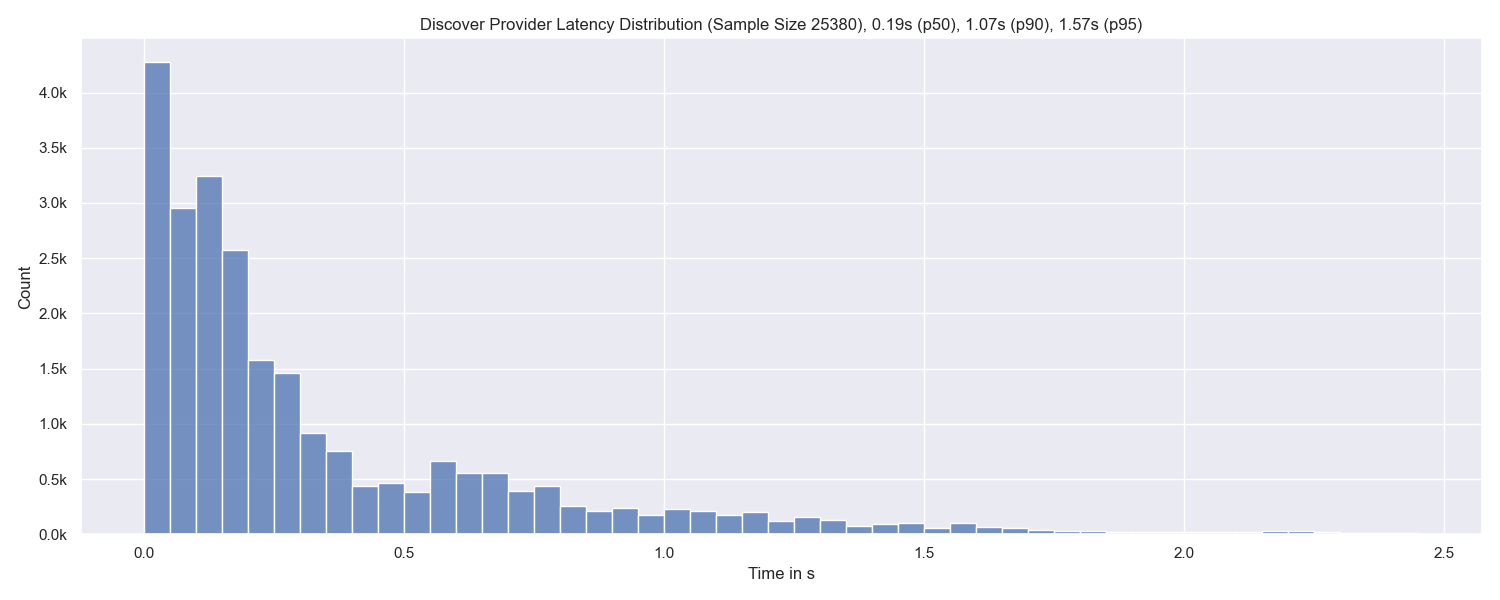 Discover Provider Latency Distribution (Sample Size 25380), 0.19s (p50), 1.07s (p90), 1.57s (p95)
4.0k
3.5k
3.0k
2.5k
2.0k
1.5k
1.0k
0.5k
0.0k
Count
0.0 0.5 1.0 1.5 2.0 2.5
Time in s